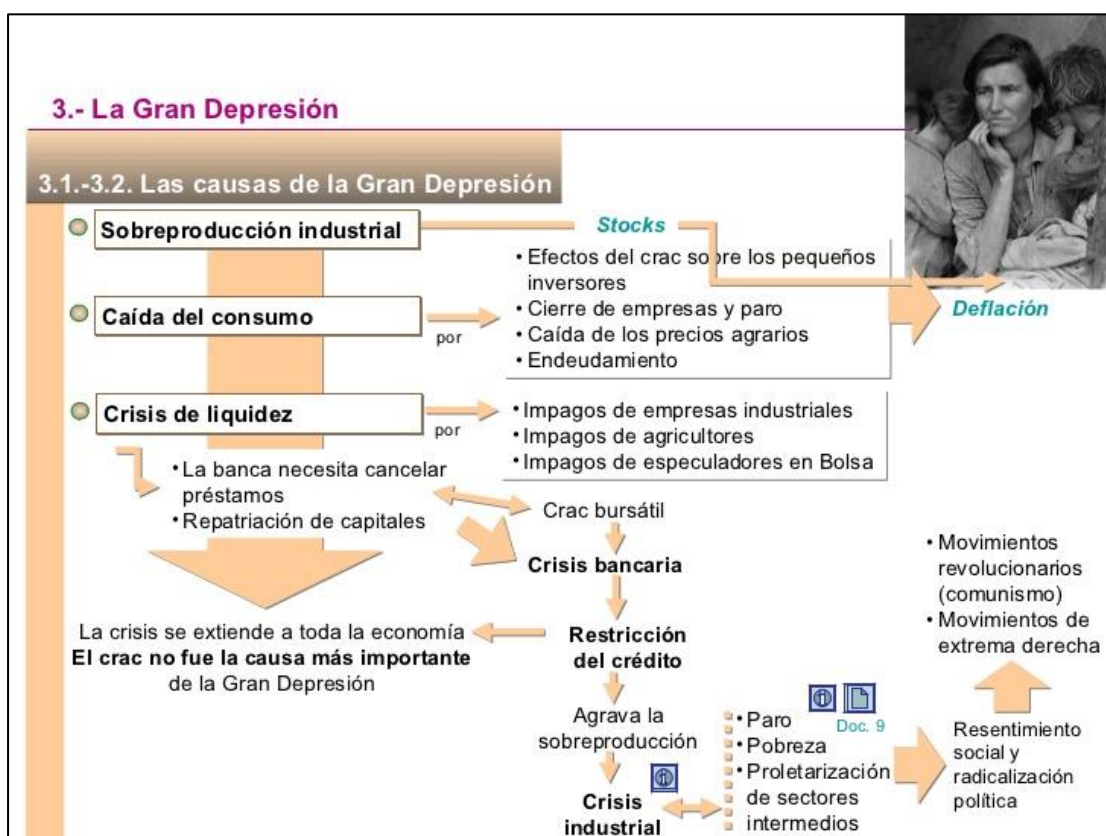 3.- La Gran Depresión
3.1.-3.2. Las causas de la Gran Depresión
Sobreproducción industrial
Stocks
Caída del consumo
por
• Efectos del crac sobre los pequeños
inversores
• Cierre de empresas y paro
• Caída de los precios agrarios
• Endeudamiento
Deflación
Crisis de liquidez
por
• Impagos de empresas industriales
• Impagos de agricultores
• Impagos de especuladores en Bolsa
• La banca necesita cancelar
préstamos
• Repatriación de capitales
Crac bursátil
Crisis bancaria
La crisis se extiende a toda la economía
El crac no fue la causa más importante
de la Gran Depresión
Restricción
del crédito
Agrava la
sobreproducción
Crisis
industrial
Doc. 9
• Paro
• Pobreza
• Proletarización
de sectores
intermedios
Resentimiento
social y
radicalización
política
• Movimientos
revolucionarios
(comunismo)
• Movimientos de
extrema derecha